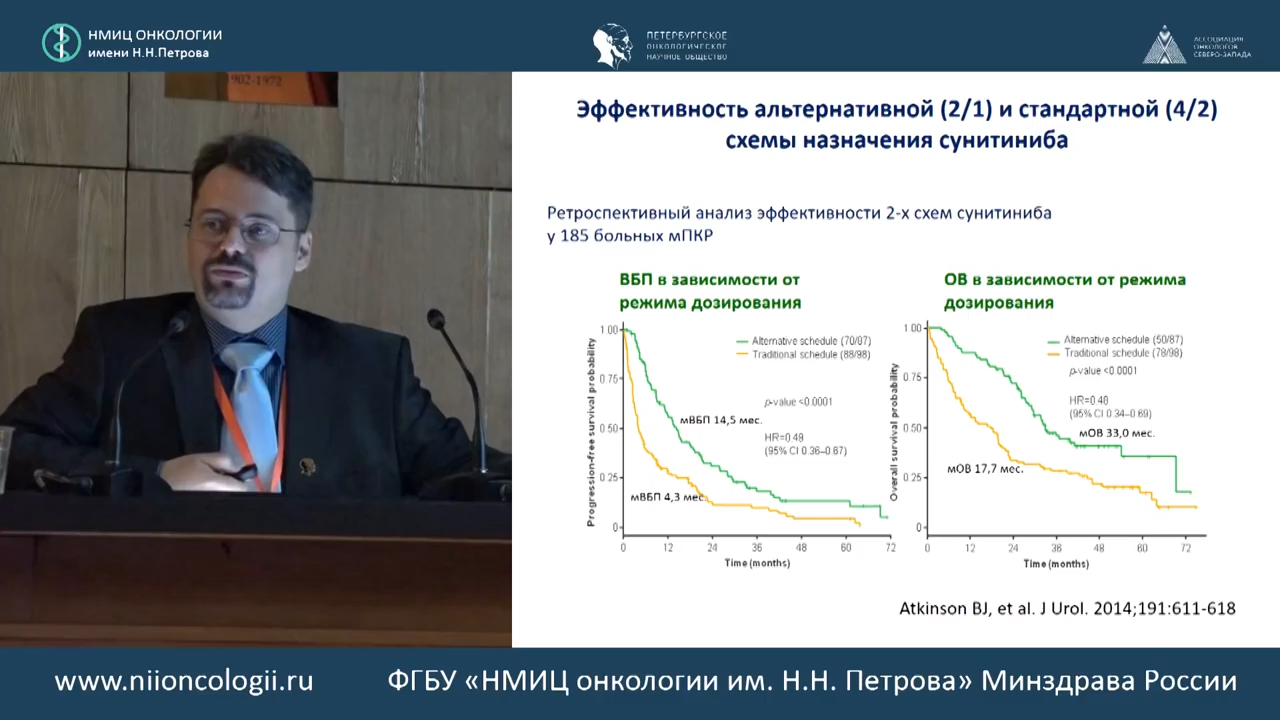 НМИЦ ОНКОЛОГИИ
имени Н.Н.Петрова
ПЕТЕРБУРГСКОЕ
ОНКОЛОГИЧЕСКОЕ
НАУЧНОЕ ОБЩЕСТВО
АССОЦИАЦИЯ
ОНКОЛОГОВ
СЕВЕРО-ЗАПАДА
902-1972
Эффективность альтернативной (2/1) и стандартной (4/2)
схемы назначения сунитиниба
Ретроспективный анализ эффективности 2-х схем сунитиниба
у 185 больных мПКР
ВБП в зависимости от
режима дозирования
Progression-free survival probability
1.00
0.75
0.50
0.25
0
Alternative schedule (70/87)
Traditional schedule (88/98)
p-value <0.0001
мВБП 14,5 мес.
HR=0.49
(95% CI 0.36–0.67)
мВБП 4,3 мес.
0 12 24 36 48 60 72
Time (months)
ОВ в зависимости от режима
дозирования
Overall survival probability
1.00
0.75
0.50
0.25
0
Alternative schedule (50/87)
Traditional schedule (78/98)
p-value <0.0001
HR=0.48
(95% CI 0.34–0.69)
мОВ 33,0 мес.
мОВ 17,7 мес.
0 12 24 36 48 60 72
Time (months)
Atkinson BJ, et al. J Urol. 2014;191:611-618
www.niioncologii.ru
ФГБУ «НМИЦ онкологии им. Н.Н. Петрова» Минздрава России